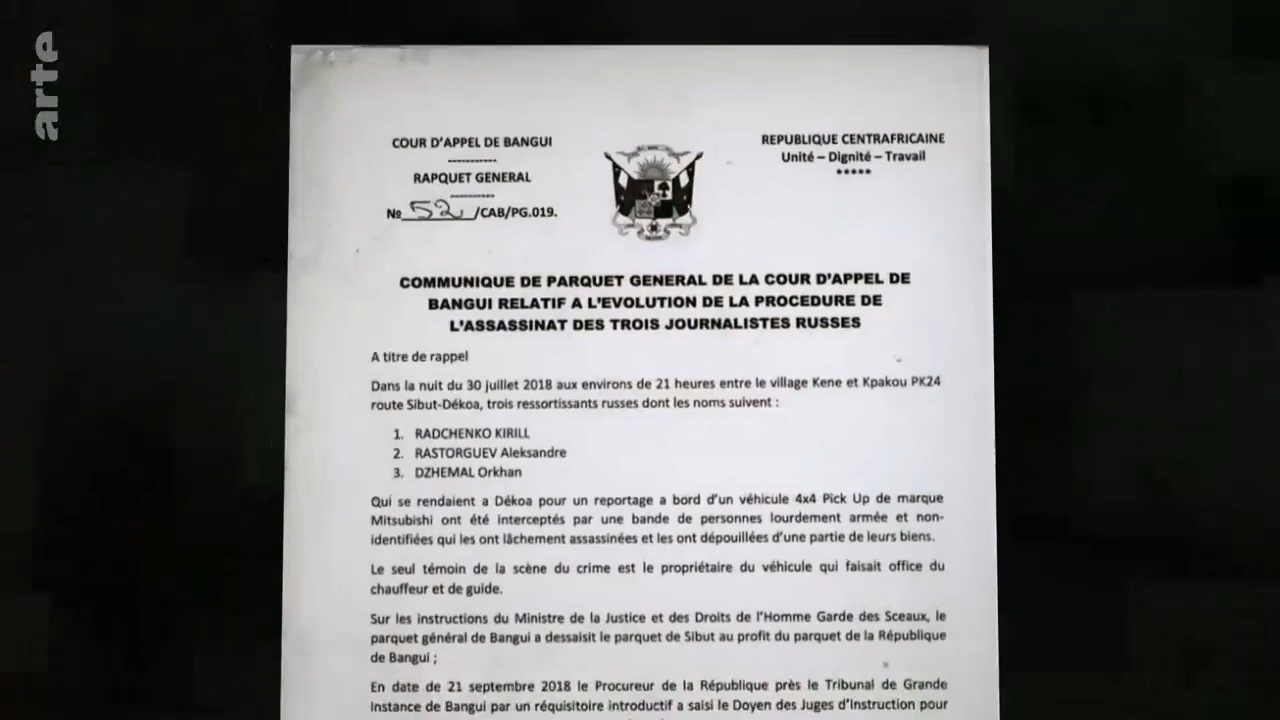 arte
COUR D'APPEL DE BANGUI
-----------
RAPQUET GENERAL
-----------
№ 52 /CAB/PG.019.
REPUBLIQUE CENTRAFRICAINE
Unité – Dignité – Travail
*****
COMMUNIQUE DE PARQUET GENERAL DE LA COUR D'APPEL DE
BANGUI RELATIF A L'EVOLUTION DE LA PROCEDURE DE
L'ASSASSINAT DES TROIS JOURNALISTES RUSSES
A titre de rappel
Dans la nuit du 30 juillet 2018 aux environs de 21 heures entre le village Kene et Kpakou PK24
route Sibut-Dékoa, trois ressortissants russes dont les noms suivent :
1. RADCHENKO KIRILL
2. RASTORGUEV Aleksandre
3. DZHEMAL Orkhan
Qui se rendaient a Dékoa pour un reportage a bord d'un véhicule 4x4 Pick Up de marque
Mitsubishi ont été interceptés par une bande de personnes lourdement armée et non-
identifiées qui les ont lâchement assassinées et les ont dépouillées d'une partie de leurs biens.
Le seul témoin de la scène du crime est le propriétaire du véhicule qui faisait office du
chauffeur et de guide.
Sur les instructions du Ministre de la Justice et des Droits de l'Homme Garde des Sceaux, le
parquet général de Bangui a dessaisit le parquet de Sibut au profit du parquet de la République
de Bangui ;
En date de 21 septembre 2018 le Procureur de la République près le Tribunal de Grande
Instance de Bangui par un réquisitoire introductif a saisi le Doyen des Juges d'Instruction pour